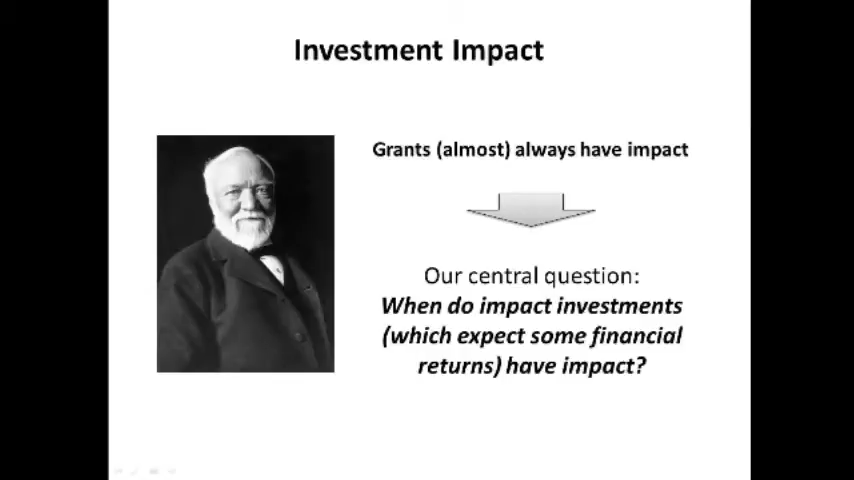 Investment Impact
Grants (almost) always have impact
Our central question:
When do impact investments
(which expect some financial
returns) have impact?